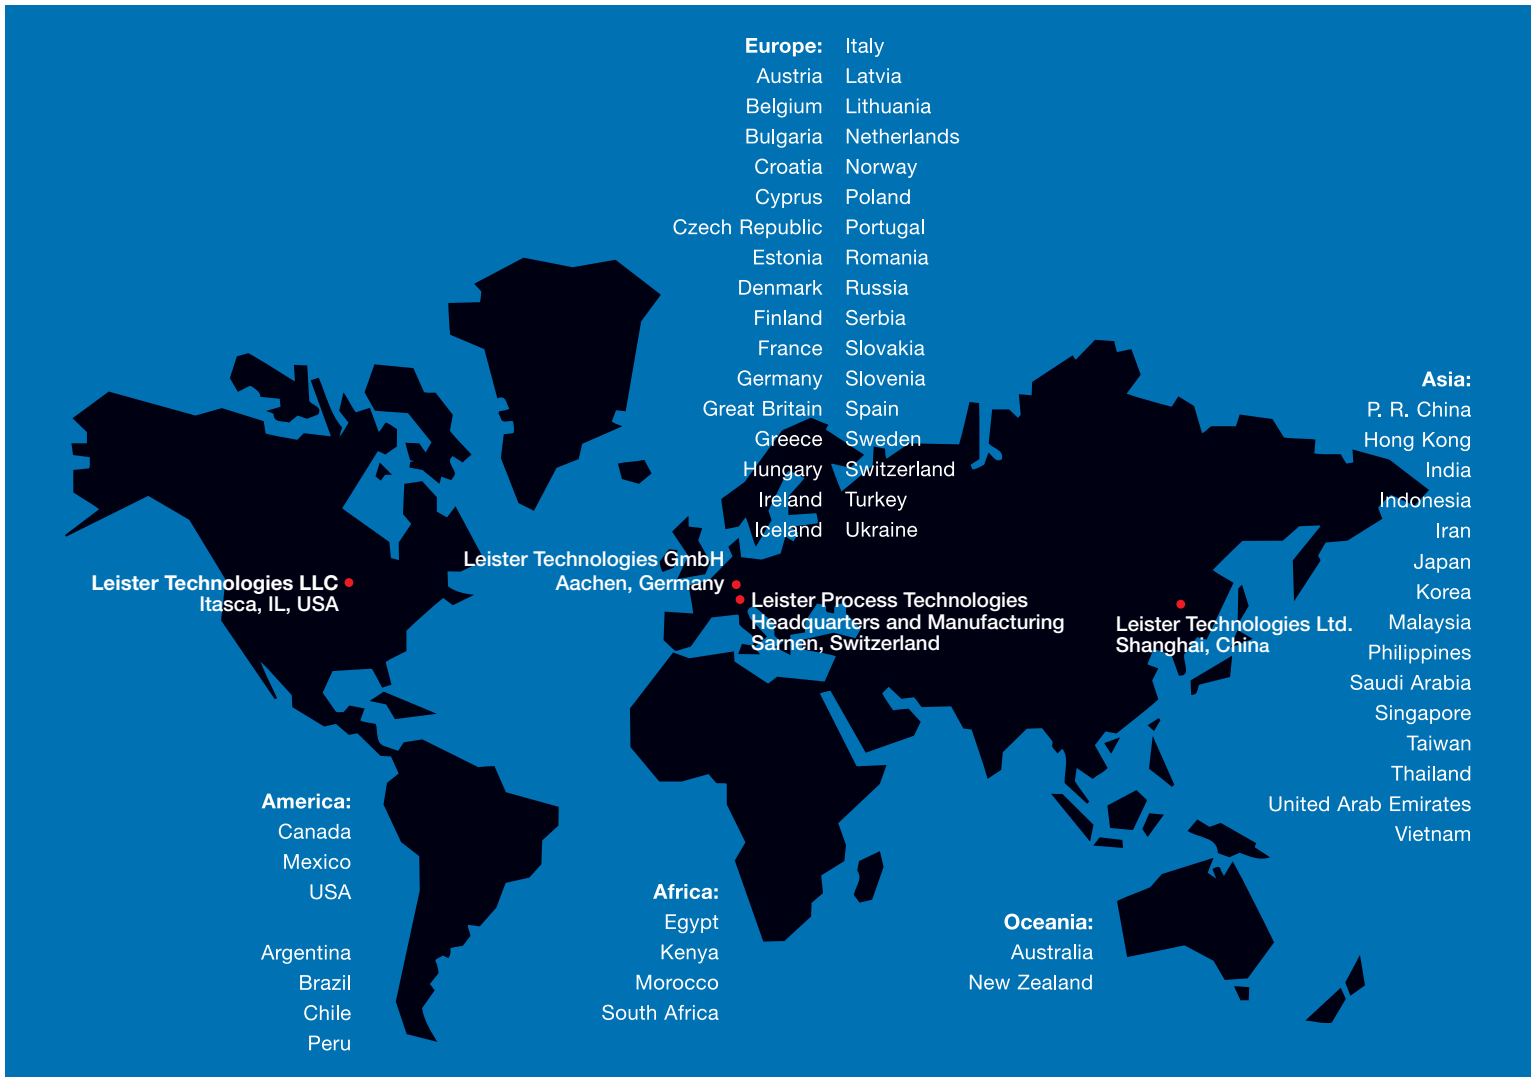 Europe:
Austria
Belgium
Bulgaria
Croatia
Cyprus
Czech Republic
Estonia
Denmark
Finland
France
Germany
Great Britain
Greece
Hungary
Ireland
Iceland
Italy
Latvia
Lithuania
Netherlands
Norway
Poland
Portugal
Romania
Russia
Serbia
Slovakia
Slovenia
Spain
Sweden
Switzerland
Turkey
Ukraine
Asia:
P. R. China
Hong Kong
India
Indonesia
Iran
Japan
Korea
Malaysia
Philippines
Saudi Arabia
Singapore
Taiwan
Thailand
United Arab Emirates
Vietnam
Leister Technologies LLC
Itasca, IL, USA
Leister Technologies GmbH
Aachen, Germany
Leister Process Technologies
Headquarters and Manufacturing
Sarnen, Switzerland
Leister Technologies Ltd.
Shanghai, China
America:
Canada
Mexico
USA
Argentina
Brazil
Chile
Peru
Africa:
Egypt
Kenya
Morocco
South Africa
Oceania:
Australia
New Zealand